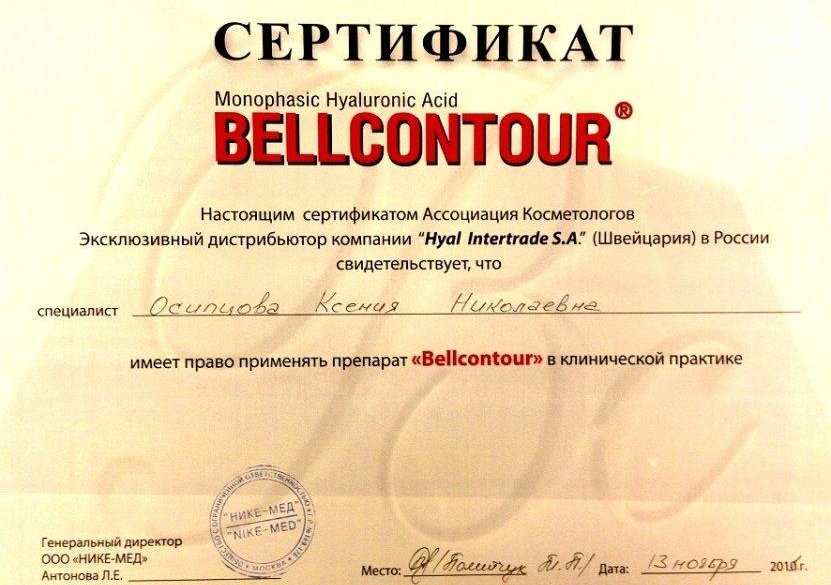 СЕРТИФИКАТ
Monophasic Hyaluronic Acid
BELLCONTOUR®
Настоящим сертификатом Ассоциация Косметологов
Эксклюзивный дистрибьютор компании "Hyal Intertrade S.A." (Швейцария) в России
свидетельствует, что
специалист Осипцова Ксения Николаевна
имеет право применять препарат «Bellcontour» в клинической практике
"НИКЕ-МЕД"
"NIKE-MED"
МОСКВА
Генеральный директор
ООО «НИКЕ-МЕД»
Антонова Л.Е.
Место: Дата: 13 ноября